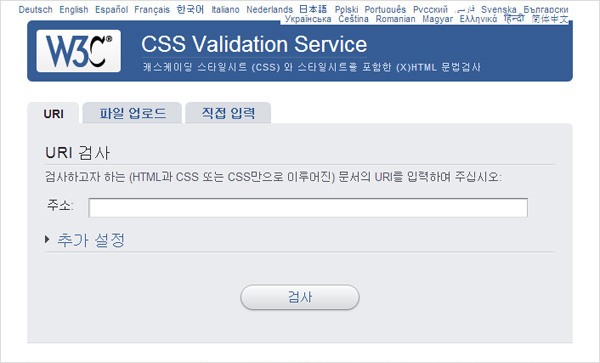 Deutsch English Español Français 한국어 Italiano Nederlands 日本語 Polski Português Русский فارسی Svenska Български
Українська Čeština Romanian Magyar Ελληνικά हिन्दी 简体中文
W3C®
CSS Validation Service
캐스케이딩 스타일시트 (CSS) 와 스타일시트을 포함한 (X)HTML 문법검사
URI
파일 업로드
직접 입력
URI 검사
검사하고자 하는 (HTML과 CSS 또는 CSS만으로 이루어진) 문서의 URI를 입력하여 주십시오:
주소:
추가 설정
검사